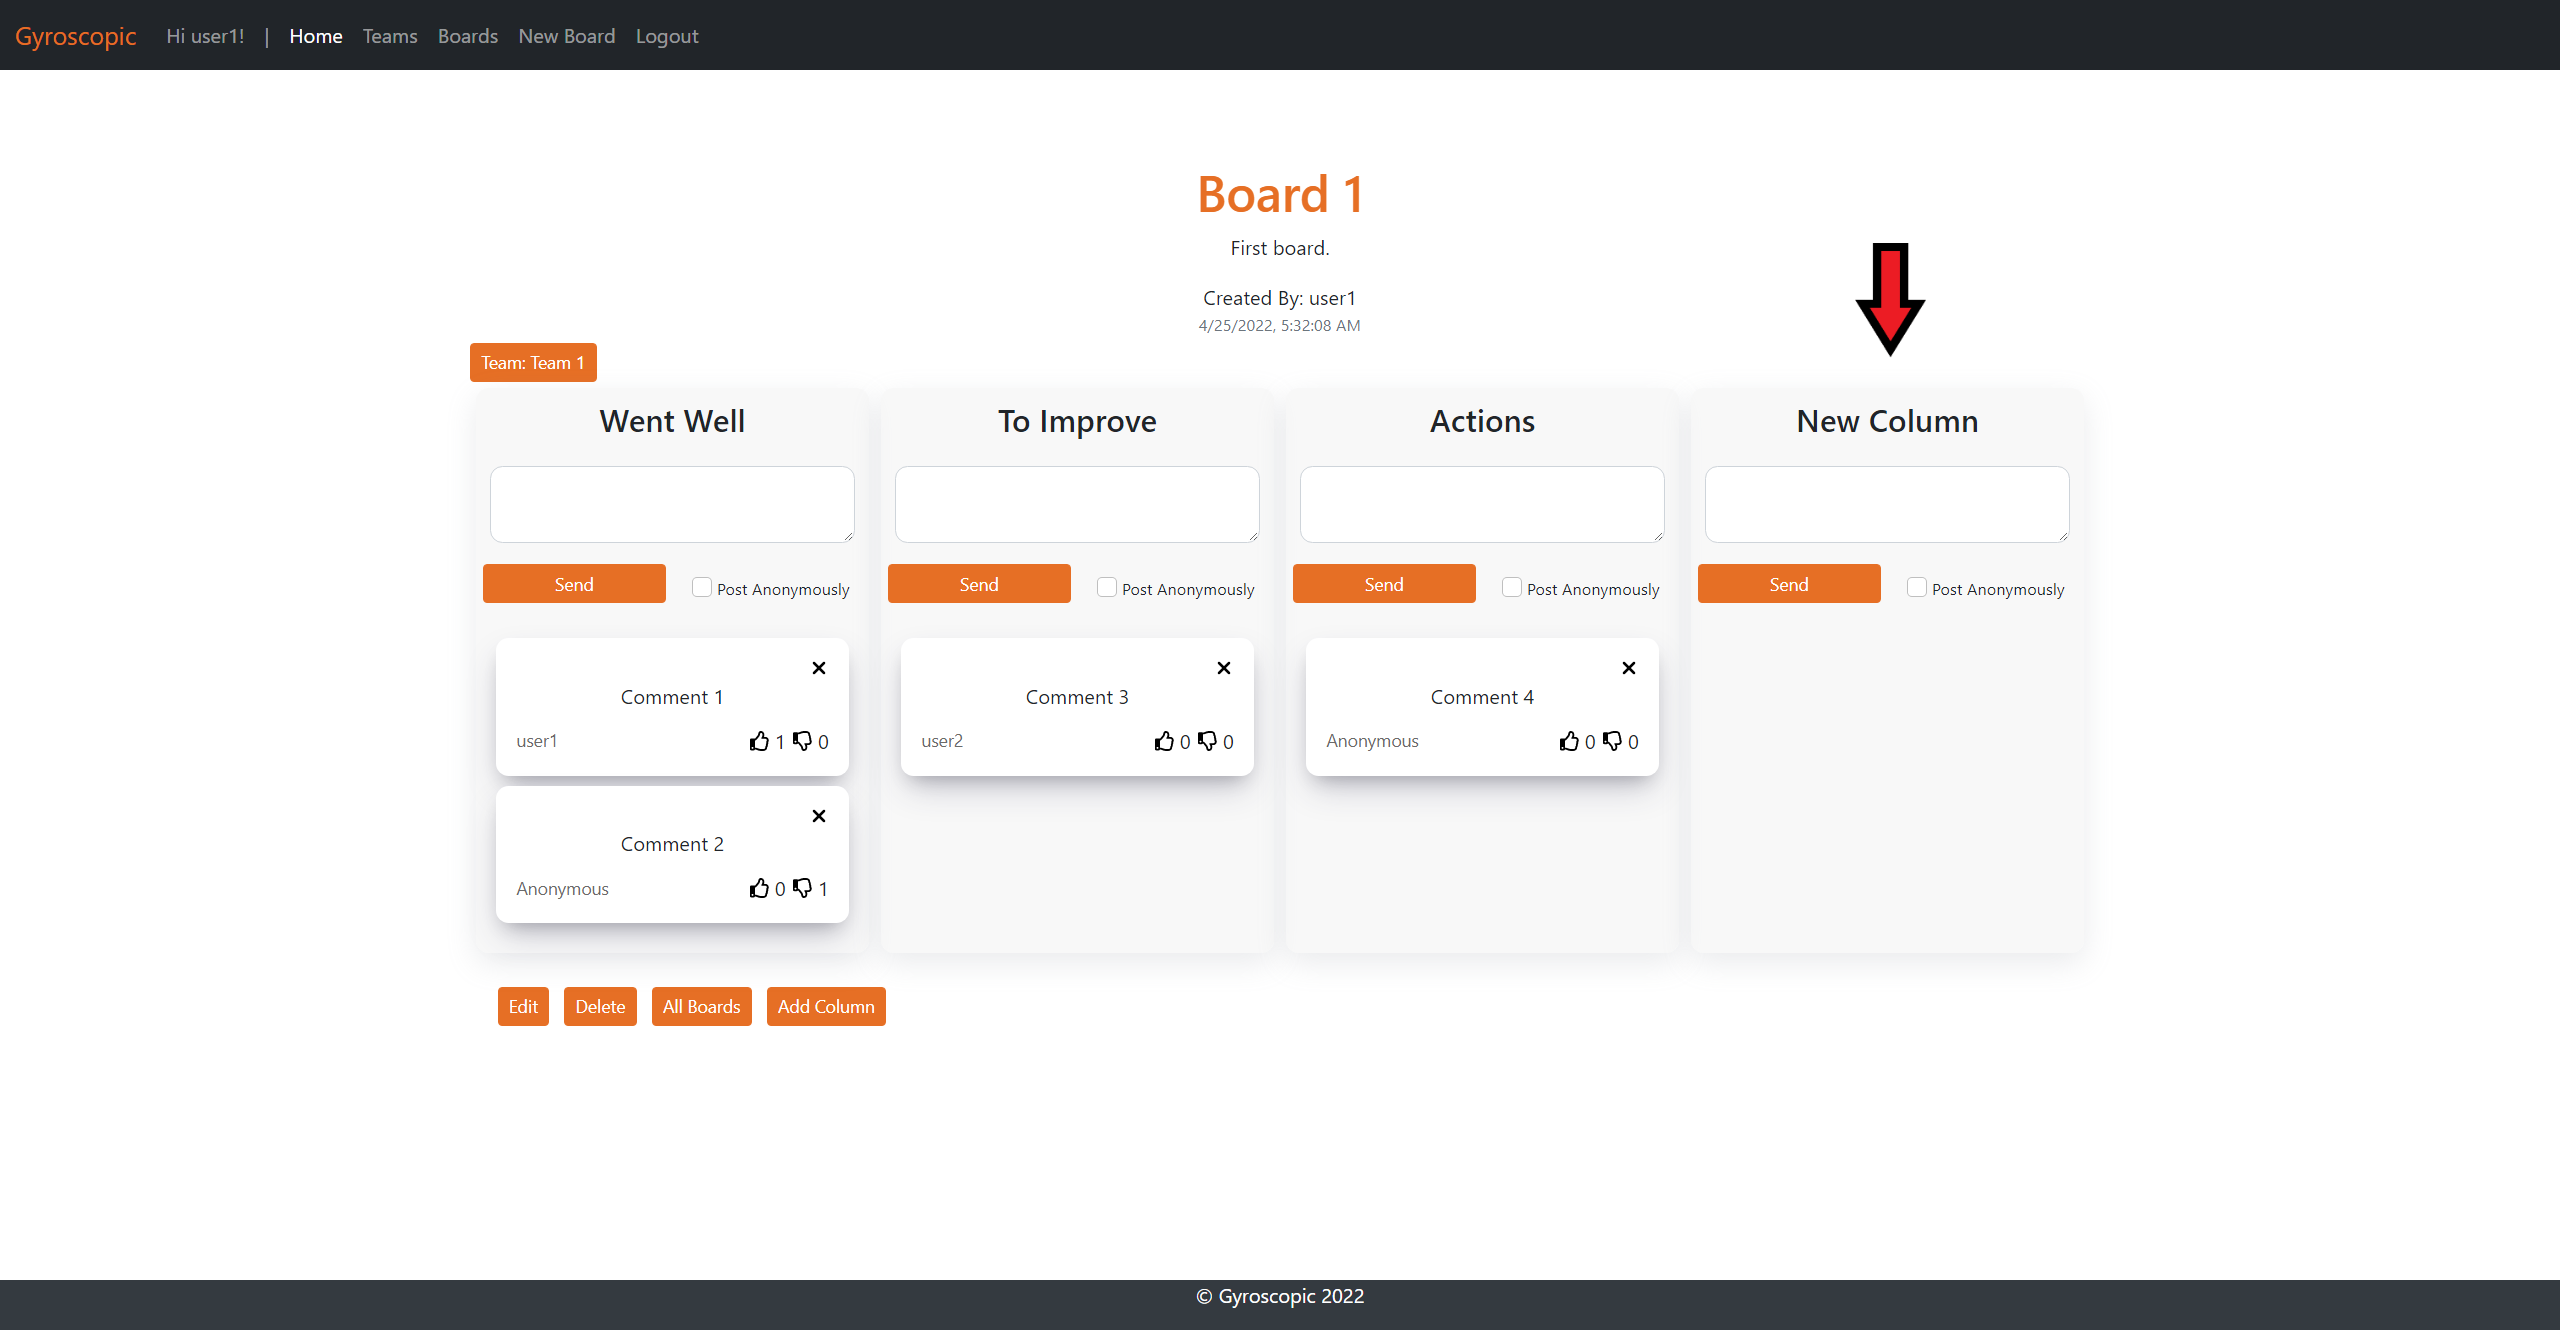 Gyroscopic Hi user1! | Home Teams Boards New Board Logout
Board 1
First board.
Created By: user1
4/25/2022, 5:32:08 AM
Team: Team 1
Went Well
Send Post Anonymously
Comment 1
user1 1 0
Comment 2
Anonymous 0 1
To Improve
Send Post Anonymously
Comment 3
user2 0 0
Actions
Send Post Anonymously
Comment 4
Anonymous 0 0
New Column
Send Post Anonymously
Edit Delete All Boards Add Column
© Gyroscopic 2022